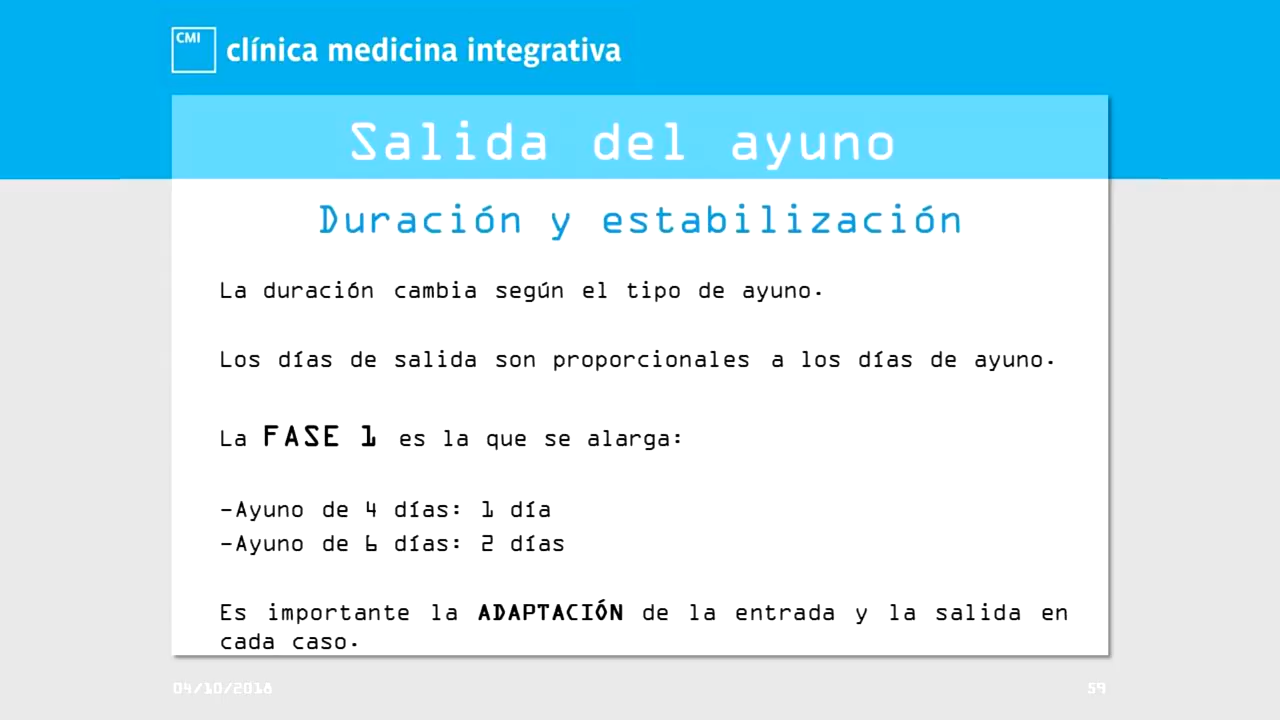 CMI
clínica medicina integrativa
Salida del ayuno
Duración y estabilización
La duración cambia según el tipo de ayuno.
Los días de salida son proporcionales a los días de ayuno.
La FASE 1 es la que se alarga:
-Ayuno de 4 días: 1 día
-Ayuno de 6 días: 2 días
Es importante la ADAPTACIÓN de la entrada y la salida en
cada caso.
04/10/2018
59